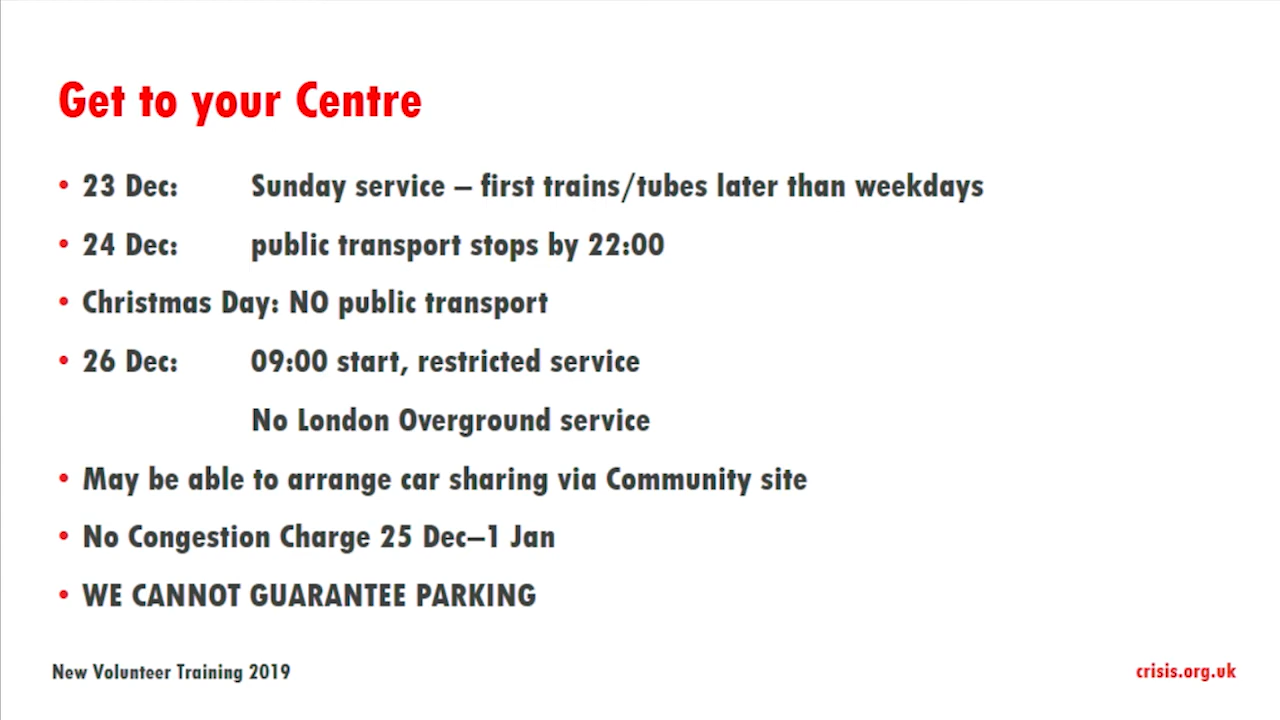 Get to your Centre
• 23 Dec: Sunday service – first trains/tubes later than weekdays
• 24 Dec: public transport stops by 22:00
• Christmas Day: NO public transport
• 26 Dec: 09:00 start, restricted service
No London Overground service
• May be able to arrange car sharing via Community site
• No Congestion Charge 25 Dec–1 Jan
• WE CANNOT GUARANTEE PARKING
New Volunteer Training 2019
crisis.org.uk